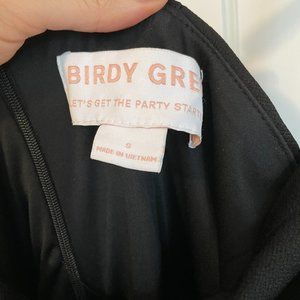 BIRDY GRE
LET'S GET THE PARTY START
S
MADE IN VIETNAM